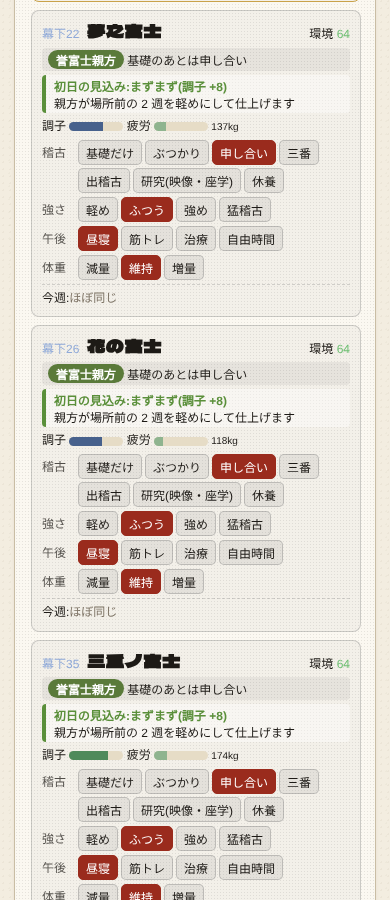 幕下22 夢之富士 環境 64
誉富士親方 基礎のあとは申し合い
初日の見込み:まずまず(調子 +8)
親方が場所前の 2 週を軽めにして仕上げます
調子 疲労 137kg
稽古 基礎だけ ぶつかり 申し合い 三番
出稽古 研究(映像・座学) 休養
強さ 軽め ふつう 強め 猛稽古
午後 昼寝 筋トレ 治療 自由時間
体重 減量 維持 増量
今週:ほぼ同じ
幕下26 花の富士 環境 64
誉富士親方 基礎のあとは申し合い
初日の見込み:まずまず(調子 +8)
親方が場所前の 2 週を軽めにして仕上げます
調子 疲労 118kg
稽古 基礎だけ ぶつかり 申し合い 三番
出稽古 研究(映像・座学) 休養
強さ 軽め ふつう 強め 猛稽古
午後 昼寝 筋トレ 治療 自由時間
体重 減量 維持 増量
今週:ほぼ同じ
幕下35 三重ノ富士 環境 64
誉富士親方 基礎のあとは申し合い
初日の見込み:まずまず(調子 +8)
親方が場所前の 2 週を軽めにして仕上げます
調子 疲労 174kg
稽古 基礎だけ ぶつかり 申し合い 三番
出稽古 研究(映像・座学) 休養
強さ 軽め ふつう 強め 猛稽古
午後 昼寝 筋トレ 治療 自由時間
体重 減量 維持 増量